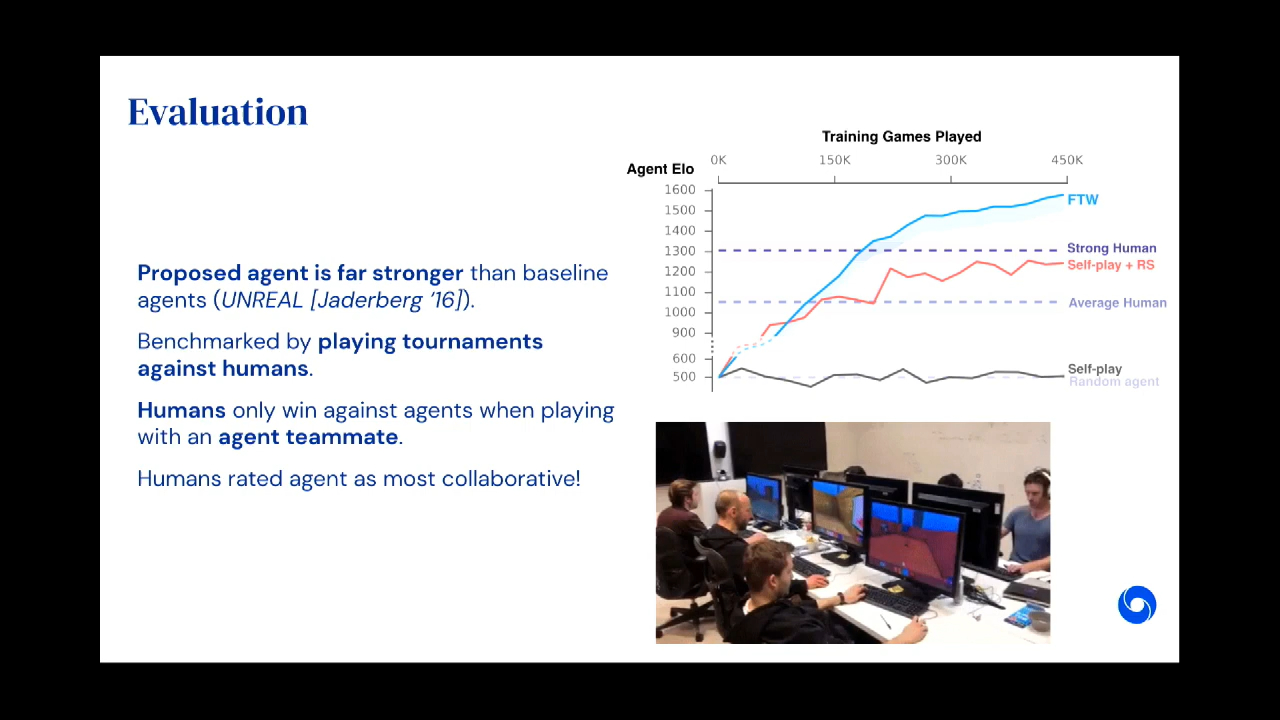 Evaluation
Training Games Played
0K 150K 300K 450K
Agent Elo
1600
1500
1400
1300
1200
1100
1000
900
600
500
FTW
Strong Human
Self-play + RS
Average Human
Self-play
Random agent
Proposed agent is far stronger than baseline
agents (UNREAL [Jaderberg ’16]).
Benchmarked by playing tournaments
against humans.
Humans only win against agents when playing
with an agent teammate.
Humans rated agent as most collaborative!